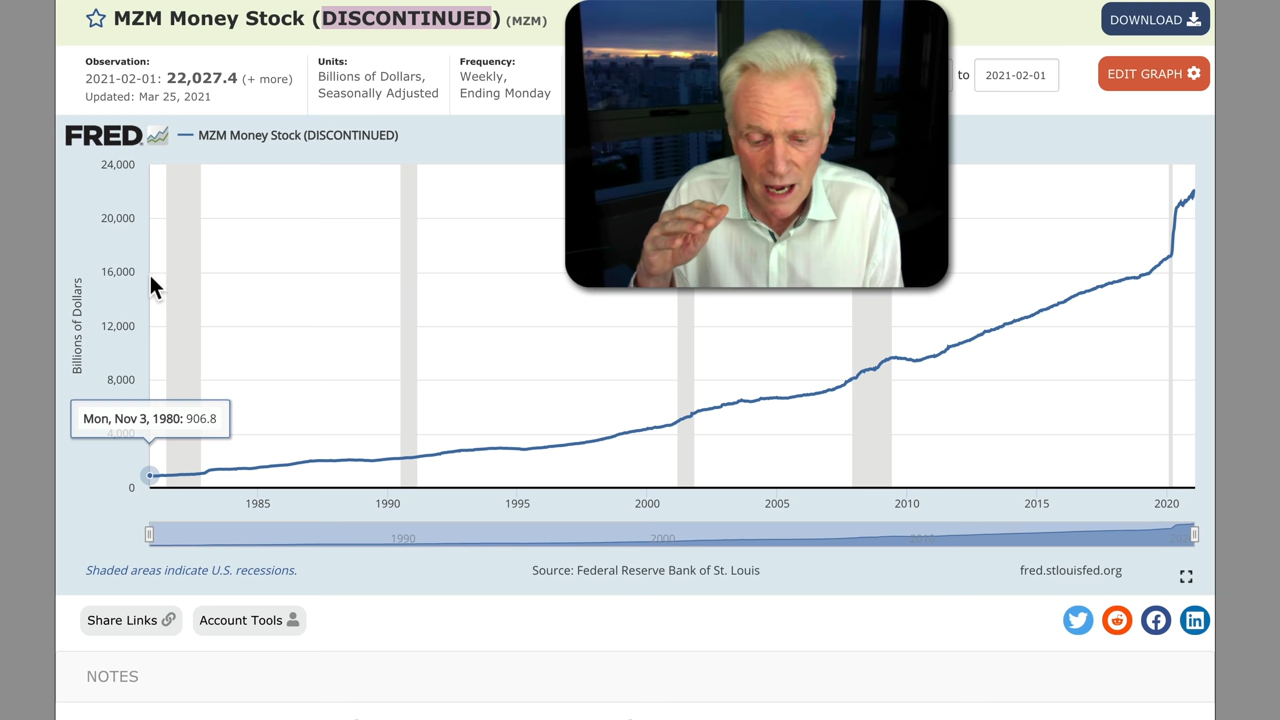 MZM Money Stock (DISCONTINUED) (MZM)
DOWNLOAD
Observation:
2021-02-01: 22,027.4 (+ more)
Updated: Mar 25, 2021
Units:
Billions of Dollars,
Seasonally Adjusted
Frequency:
Weekly,
Ending Monday
to
2021-02-01
EDIT GRAPH
FRED
MZM Money Stock (DISCONTINUED)
Billions of Dollars
24,000
20,000
16,000
12,000
8,000
4,000
0
Mon, Nov 3, 1980: 906.8
1985 1990 1995 2000 2005 2010 2015 2020
1990 2000 2010 2020
Shaded areas indicate U.S. recessions.
Source: Federal Reserve Bank of St. Louis
fred.stlouisfed.org
Share Links
Account Tools
NOTES